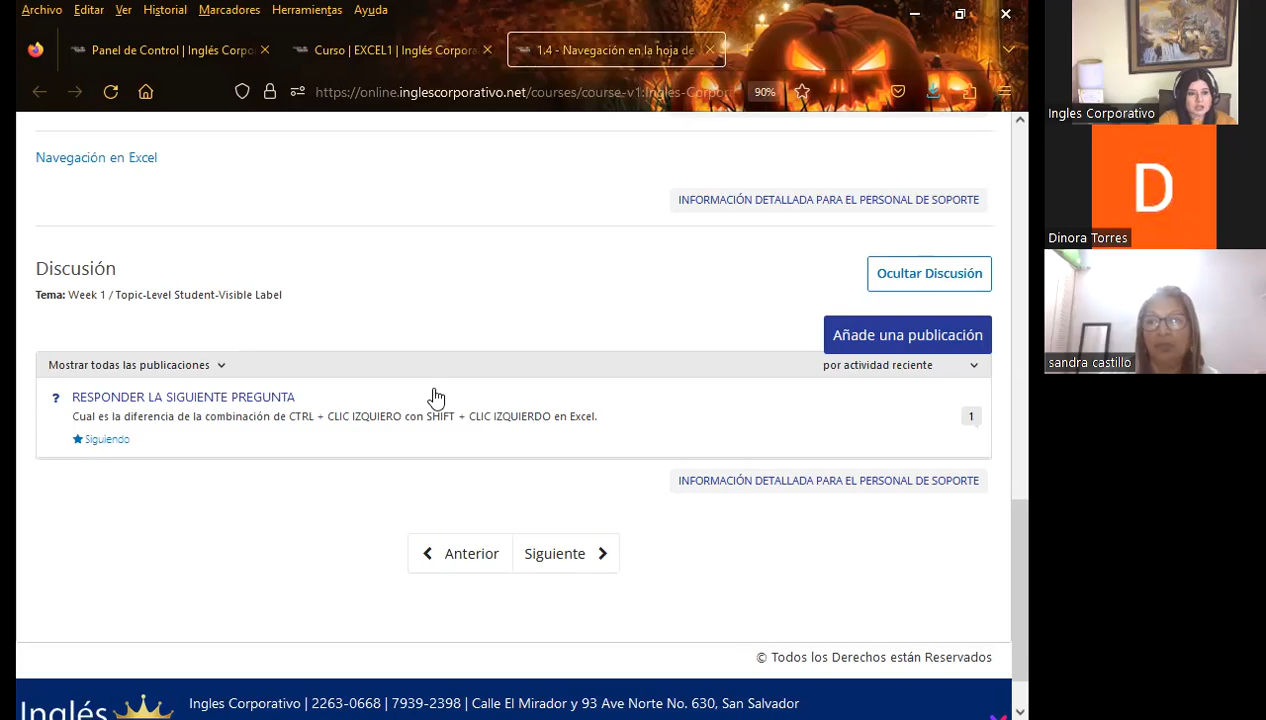 Archivo Editar Ver Historial Marcadores Herramientas Ayuda
Panel de Control | Inglés Corpo
Curso | EXCEL1 | Inglés Corpora
1.4 - Navegación en la hoja de
https://online.inglescorporativo.net/courses/course-v1:Ingles-Corpor
90%
Navegación en Excel
INFORMACIÓN DETALLADA PARA EL PERSONAL DE SOPORTE
Discusión
Ocultar Discusión
Tema: Week 1 / Topic-Level Student-Visible Label
Añade una publicación
Mostrar todas las publicaciones
por actividad reciente
? RESPONDER LA SIGUIENTE PREGUNTA
Cual es la diferencia de la combinación de CTRL + CLIC IZQUIERO con SHIFT + CLIC IZQUIERDO en Excel.
1
Siguiendo
INFORMACIÓN DETALLADA PARA EL PERSONAL DE SOPORTE
Anterior
Siguiente
© Todos los Derechos están Reservados
Inglés
Ingles Corporativo | 2263-0668 | 7939-2398 | Calle El Mirador y 93 Ave Norte No. 630, San Salvador
Ingles Corporativo
D
Dinora Torres
sandra castillo